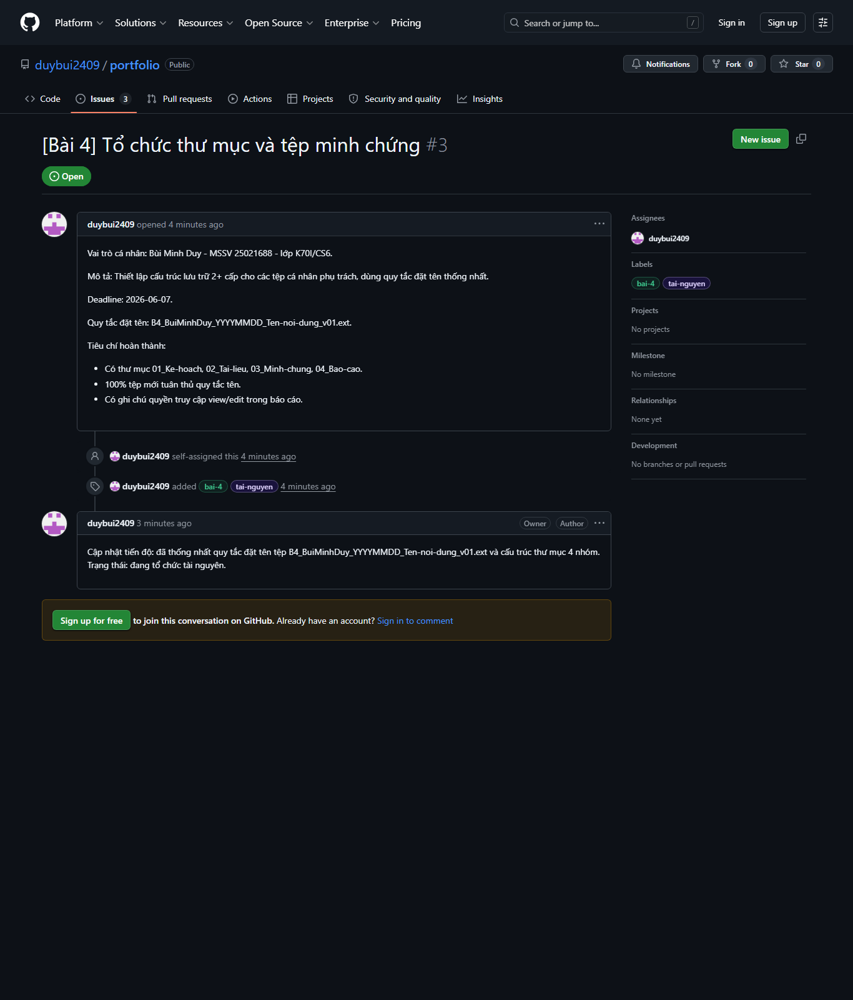 Platform Solutions Resources Open Source Enterprise Pricing Search or jump to... / Sign in Sign up
duybui2409 / portfolio Public Notifications Fork 0 Star 0
Code Issues 3 Pull requests Actions Projects Security and quality Insights
[Bài 4] Tổ chức thư mục và tệp minh chứng #3 New issue
Open
duybui2409 opened 4 minutes ago
Vai trò cá nhân: Bùi Minh Duy - MSSV 25021688 - lớp K70I/CS6.
Mô tả: Thiết lập cấu trúc lưu trữ 2+ cấp cho các tệp cá nhân phụ trách, dùng quy tắc đặt tên thống nhất.
Deadline: 2026-06-07.
Quy tắc đặt tên: B4_BuiMinhDuy_YYYYMMDD_Ten-noi-dung_v01.ext.
Tiêu chí hoàn thành:
• Có thư mục 01_Ke-hoach, 02_Tai-lieu, 03_Minh-chung, 04_Bao-cao.
• 100% tệp mới tuân thủ quy tắc tên.
• Có ghi chú quyền truy cập view/edit trong báo cáo.
duybui2409 self-assigned this 4 minutes ago
duybui2409 added bai-4 tai-nguyen 4 minutes ago
duybui2409 3 minutes ago Owner Author
Cập nhật tiến độ: đã thống nhất quy tắc đặt tên tệp B4_BuiMinhDuy_YYYYMMDD_Ten-noi-dung_v01.ext và cấu trúc thư mục 4 nhóm.
Trạng thái: đang tổ chức tài nguyên.
Sign up for free to join this conversation on GitHub. Already have an account? Sign in to comment
Assignees
duybui2409
Labels
bai-4 tai-nguyen
Projects
No projects
Milestone
No milestone
Relationships
None yet
Development
No branches or pull requests